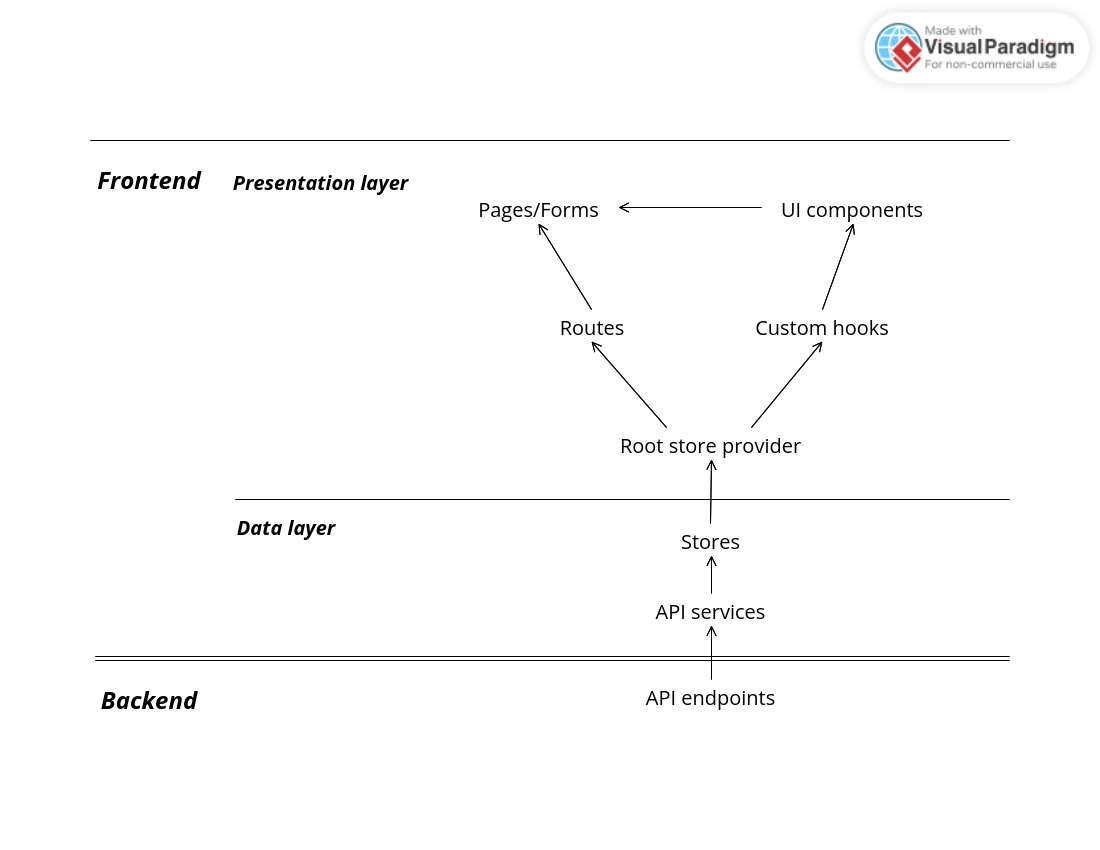 Made with
Visual Paradigm
For non-commercial use
Frontend
Presentation layer
Pages/Forms
UI components
Routes
Custom hooks
Root store provider
Data layer
Stores
API services
Backend
API endpoints